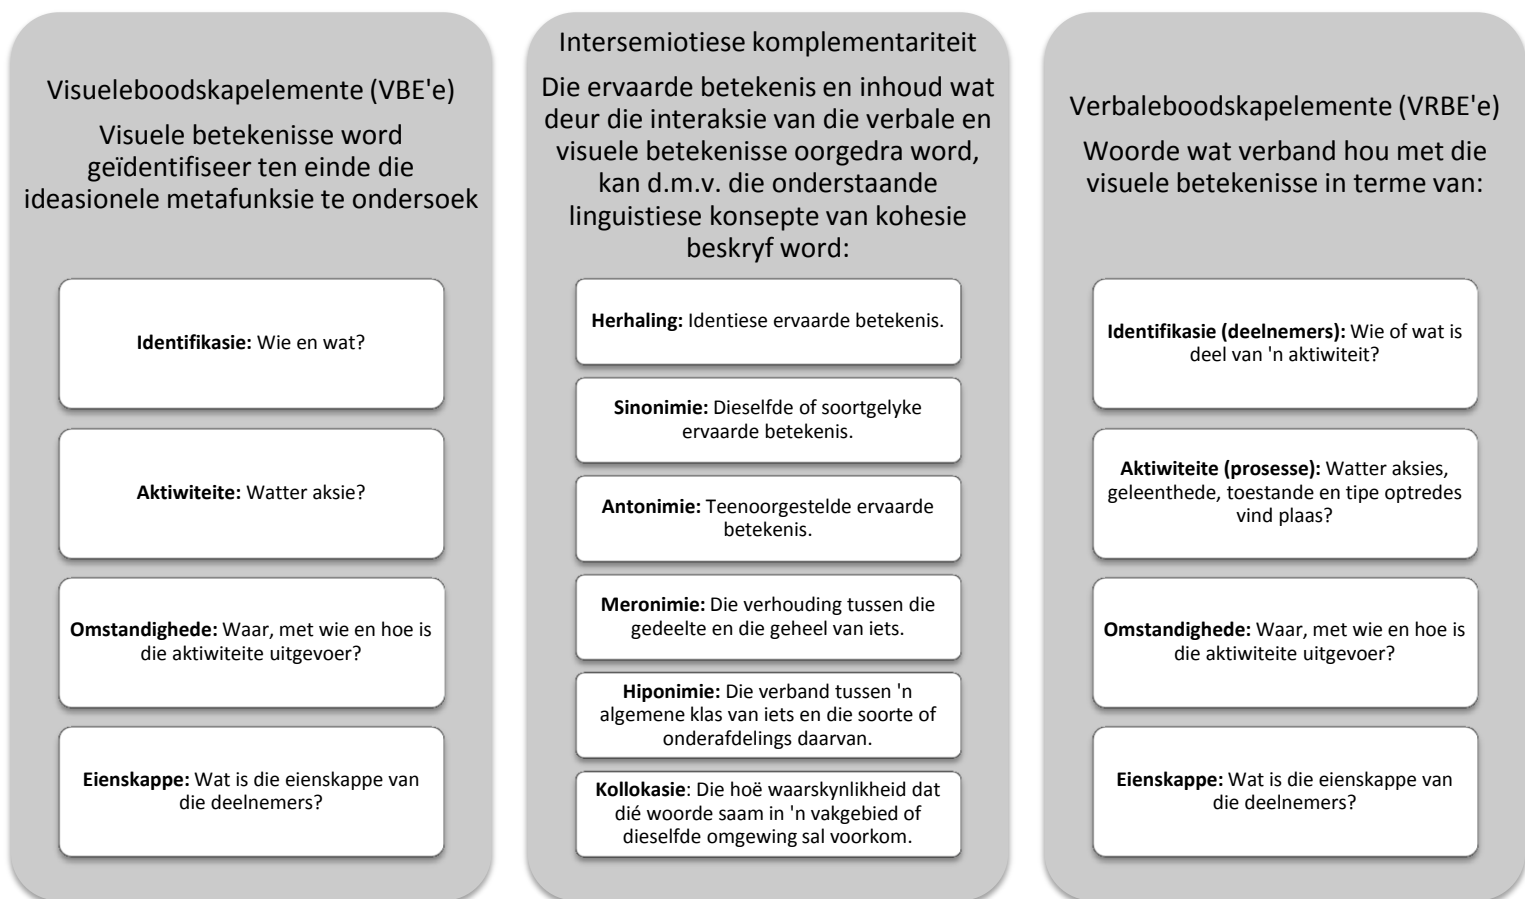 Visueleboodskapelemente (VBE'e)
Visuele betekenisse word
geïdentifiseer ten einde die
ideasionele metafunksie te ondersoek
Identifikasie: Wie en wat?
Aktiwiteite: Watter aksie?
Omstandighede: Waar, met wie en hoe is
die aktiwiteite uitgevoer?
Eienskappe: Wat is die eienskappe van
die deelnemers?
Intersemiotiese komplementariteit
Die ervaarde betekenis en inhoud wat
deur die interaksie van die verbale en
visuele betekenisse oorgedra word,
kan d.m.v. die onderstaande
linguistiese konsepte van kohesie
beskryf word:
Herhaling: Identiese ervaarde betekenis.
Sinonimie: Dieselfde of soortgelyke
ervaarde betekenis.
Antonimie: Teenoorgestelde ervaarde
betekenis.
Meronimie: Die verhouding tussen die
gedeelte en die geheel van iets.
Hiponimie: Die verband tussen 'n
algemene klas van iets en die soorte of
onderafdelings daarvan.
Kollokasie: Die hoë waarskynlikheid dat
dié woorde saam in 'n vakgebied of
dieselfde omgewing sal voorkom.
Verbaleboodskapelemente (VRBE'e)
Woorde wat verband hou met die
visuele betekenisse in terme van:
Identifikasie (deelnemers): Wie of wat is
deel van 'n aktiwiteit?
Aktiwiteite (prosesse): Watter aksies,
geleenthede, toestande en tipe optredes
vind plaas?
Omstandighede: Waar, met wie en hoe is
die aktiwiteite uitgevoer?
Eienskappe: Wat is die eienskappe van
die deelnemers?